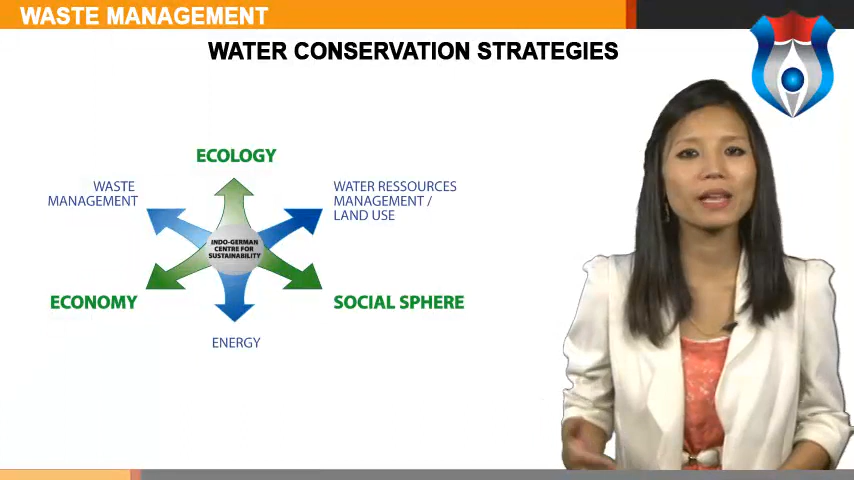 WASTE MANAGEMENT
WATER CONSERVATION STRATEGIES
ECOLOGY
WASTE
MANAGEMENT
WATER RESSOURCES
MANAGEMENT /
LAND USE
INDO-GERMAN
CENTRE FOR
SUSTAINABILITY
ECONOMY
SOCIAL SPHERE
ENERGY